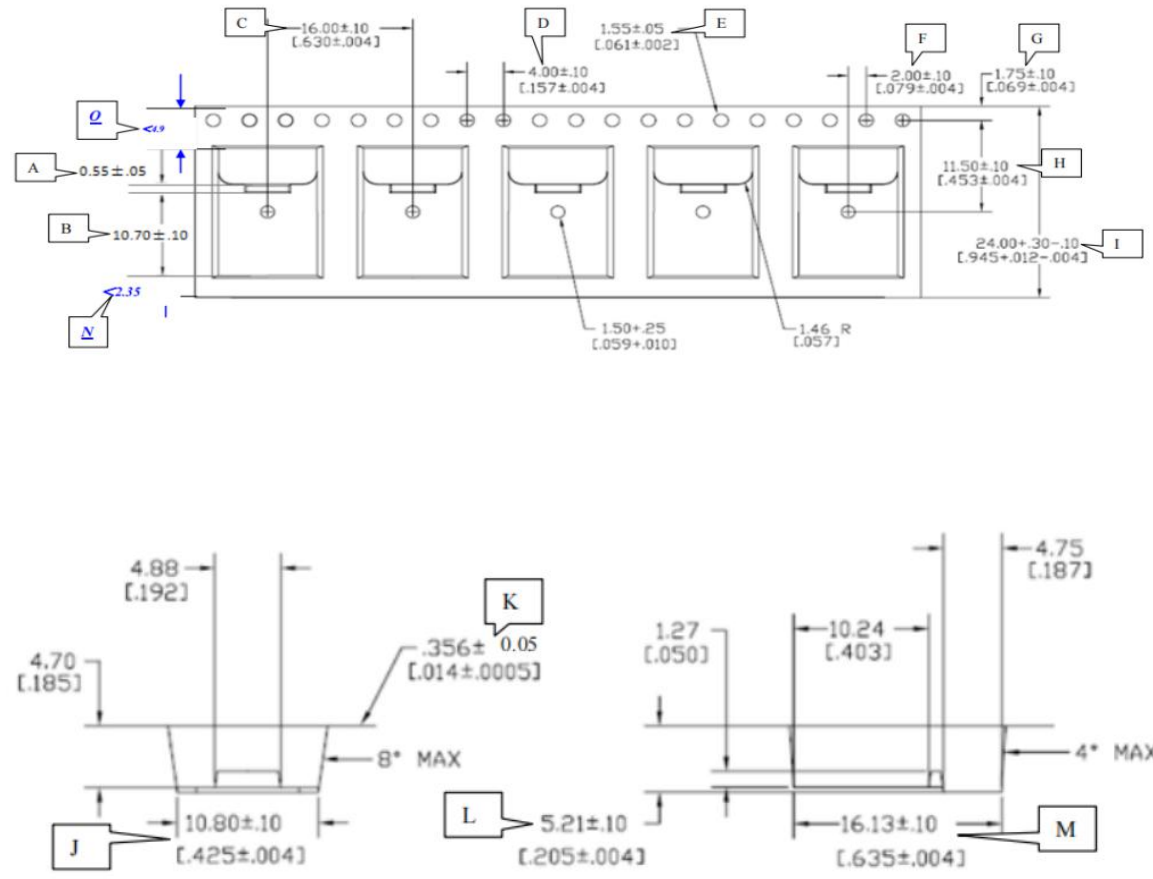 C
16.00±.10
[.630±.004]
D
4.00±.10
[.157±.004]
1.55±.05
[.061±.002]
E
F
2.00±.10
[.079±.004]
G
1.75±.10
[.069±.004]
O
<4.9
A
0.55±.05
B
10.70±.10
<2.35
N
11.50±.10
[.453±.004]
H
24.00+.30-.10
[.945+.012-.004]
I
1.50+.25
[.059+.010]
1.46 R
[.057]
4.88
[.192]
K
.356± 0.05
[.014±.0005]
4.70
[.185]
8° MAX
J
10.80±.10
[.425±.004]
4.75
[.187]
1.27
[.050]
10.24
[.403]
4° MAX
L
5.21±.10
[.205±.004]
16.13±.10
[.635±.004]
M